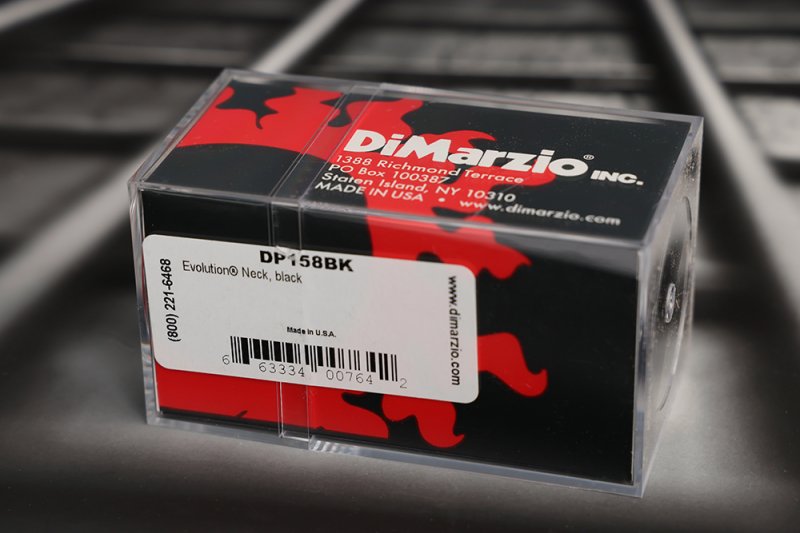 DiMarzio® INC.
1388 Richmond Terrace
PO Box 100387
Staten Island, NY 10310
MADE IN USA • www.dimarzio.com
DP158BK
Evolution® Neck, black
(800) 221-6468
www.dimarzio.com
Made in U.S.A.
6 63334 00764 2